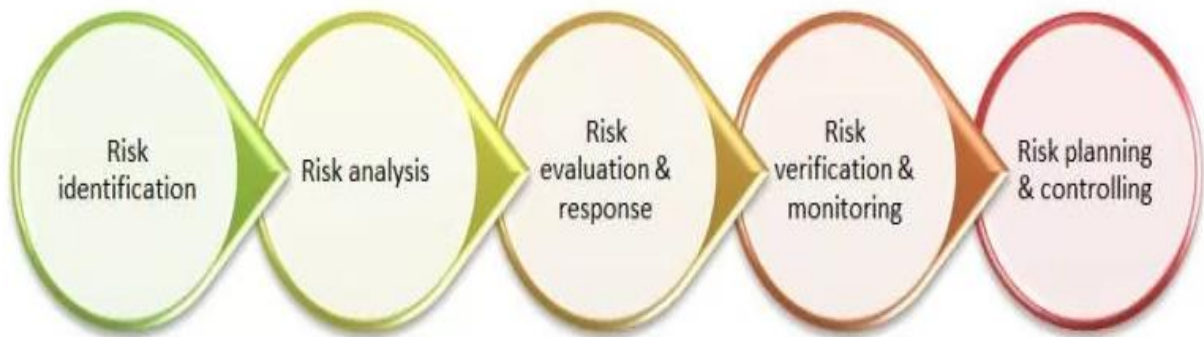 Risk
identification
Risk analysis
Risk
evaluation &
response
Risk
verification &
monitoring
Risk planning
& controlling